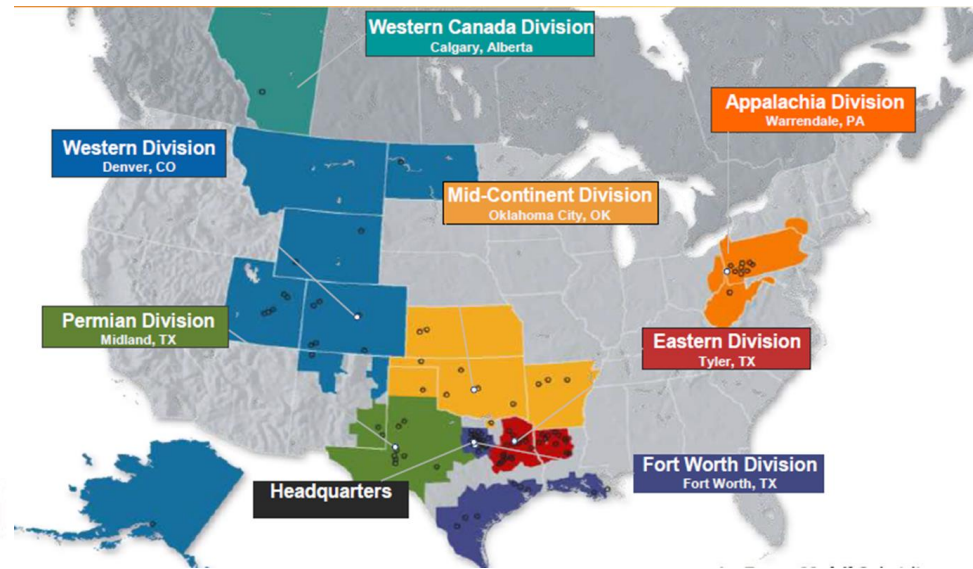 Western Canada Division
Calgary, Alberta
Appalachia Division
Warrendale, PA
Western Division
Denver, CO
Mid-Continent Division
Oklahoma City, OK
Permian Division
Midland, TX
Eastern Division
Tyler, TX
Fort Worth Division
Fort Worth, TX
Headquarters